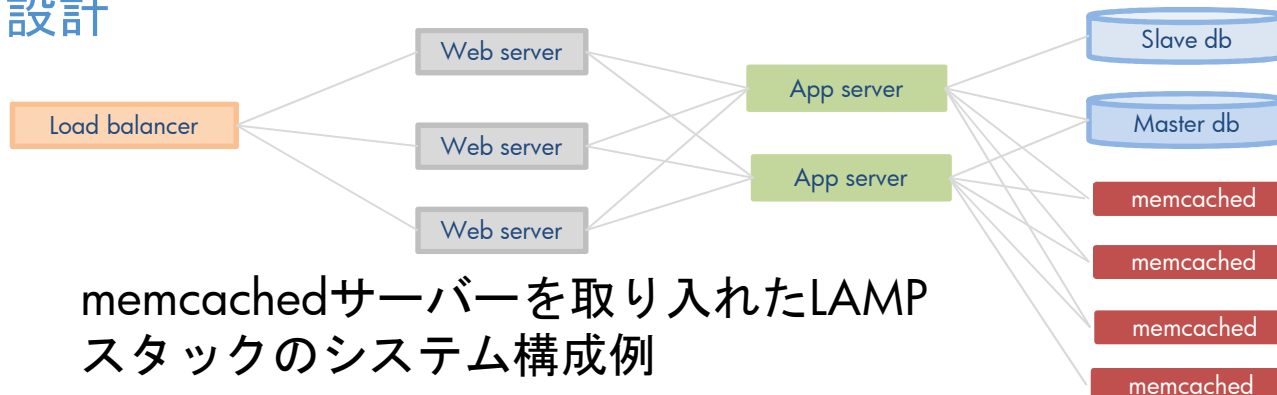 設計
Slave db
Web server
App server
Load balancer
Master db
Web server
App server
memcached
Web server
memcached
memcachedサーバーを取り入れたLAMP
スタックのシステム構成例
memcached
memcached